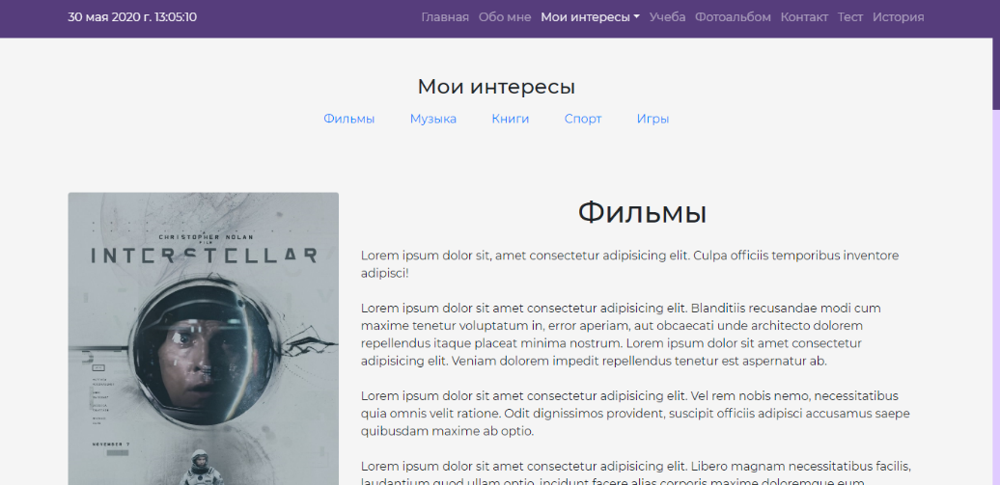 30 мая 2020 г. 13:05:10
Главная Обо мне Мои интересы Учеба Фотоальбом Контакт Тест История
Мои интересы
Фильмы Музыка Книги Спорт Игры
A
CHRISTOPHER NOLAN
FILM
INTERSTELLAR
NOVEMBER 7
Фильмы
Lorem ipsum dolor sit, amet consectetur adipisicing elit. Culpa officiis temporibus inventore
adipisci!
Lorem ipsum dolor sit amet consectetur adipisicing elit. Blanditiis recusandae modi cum
maxime tenetur voluptatum in, error aperiam, aut obcaecati unde architecto dolorem
repellendus itaque placeat minima nostrum. Lorem ipsum dolor sit amet consectetur
adipisicing elit. Veniam dolorem impedit repellendus tenetur est aspernatur ab.
Lorem ipsum dolor sit amet consectetur adipisicing elit. Vel rem nobis nemo, necessitatibus
quia omnis velit ratione. Odit dignissimos provident, suscipit officiis adipisci accusamus saepe
quibusdam maxime ab optio.
Lorem ipsum dolor sit amet consectetur adipisicing elit. Libero magnam necessitatibus facilis,
laudantium quod ullam optio, incidunt facere alias corporis maxime doloremque eum